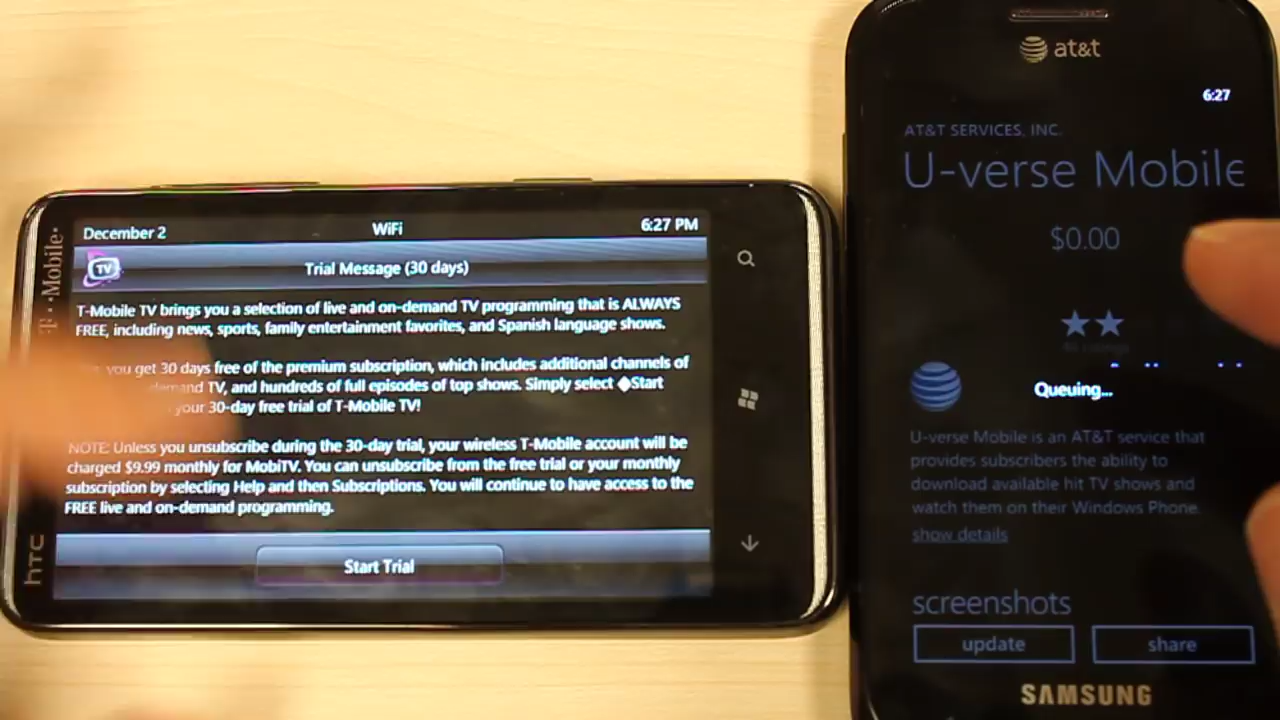 T··Mobile·
hTC
December 2 WiFi 6:27 PM
TV Trial Message (30 days)
T-Mobile TV brings you a selection of live and on-demand TV programming that is ALWAYS
FREE, including news, sports, family entertainment favorites, and Spanish language shows.
you get 30 days free of the premium subscription, which includes additional channels of
demand TV, and hundreds of full episodes of top shows. Simply select ◆Start
your 30-day free trial of T-Mobile TV!
NOTE: Unless you unsubscribe during the 30-day trial, your wireless T-Mobile account will be
charged $9.99 monthly for MobiTV. You can unsubscribe from the free trial or your monthly
subscription by selecting Help and then Subscriptions. You will continue to have access to the
FREE live and on-demand programming.
Start Trial
at&t
6:27
AT&T SERVICES, INC.
U-verse Mobile
$0.00
Queuing...
U-verse Mobile is an AT&T service that
provides subscribers the ability to
download available hit TV shows and
watch them on their Windows Phone.
show details
screenshots
update share
SAMSUNG